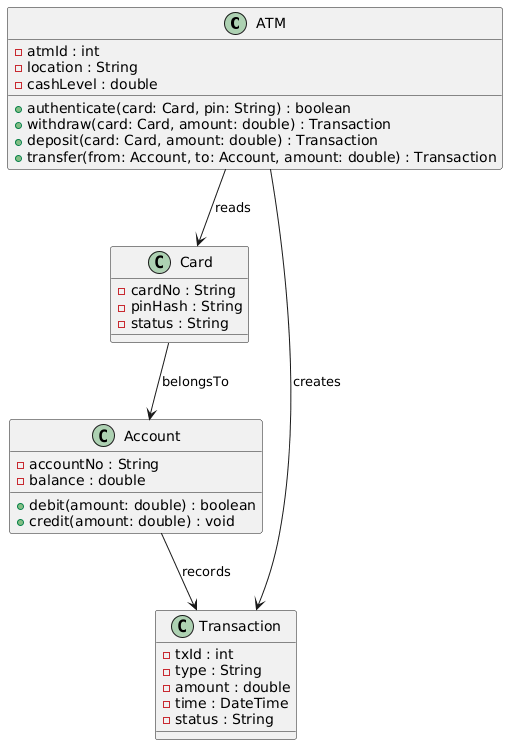 C ATM
atmId : int
location : String
cashLevel : double
authenticate(card: Card, pin: String) : boolean
withdraw(card: Card, amount: double) : Transaction
deposit(card: Card, amount: double) : Transaction
transfer(from: Account, to: Account, amount: double) : Transaction
reads
C Card
cardNo : String
pinHash : String
status : String
creates
belongsTo
C Account
accountNo : String
balance : double
debit(amount: double) : boolean
credit(amount: double) : void
records
C Transaction
txId : int
type : String
amount : double
time : DateTime
status : String